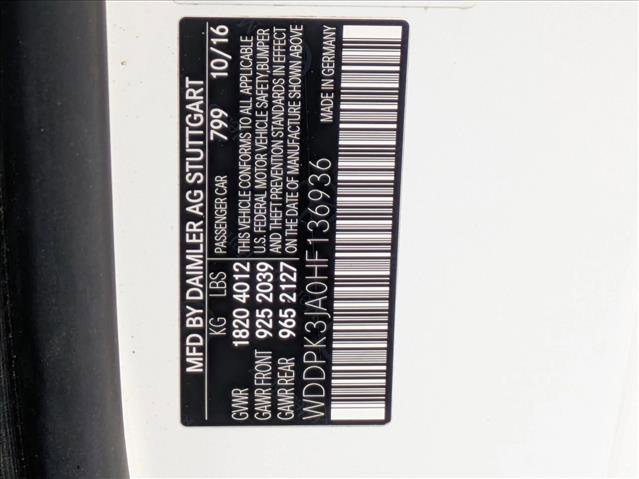 MFD BY DAIMLER AG STUTTGART 10/16
KG LBS PASSENGER CAR 799
GVWR 1820 4012 THIS VEHICLE CONFORMS TO ALL APPLICABLE
GAWR FRONT 925 2039 U.S. FEDERAL MOTOR VEHICLE SAFETY,BUMPER
GAWR REAR 965 2127 AND THEFT PREVENTION STANDARDS IN EFFECT
ON THE DATE OF MANUFACTURE SHOWN ABOVE
WDDPK3JA0HF136936
MADE IN GERMANY